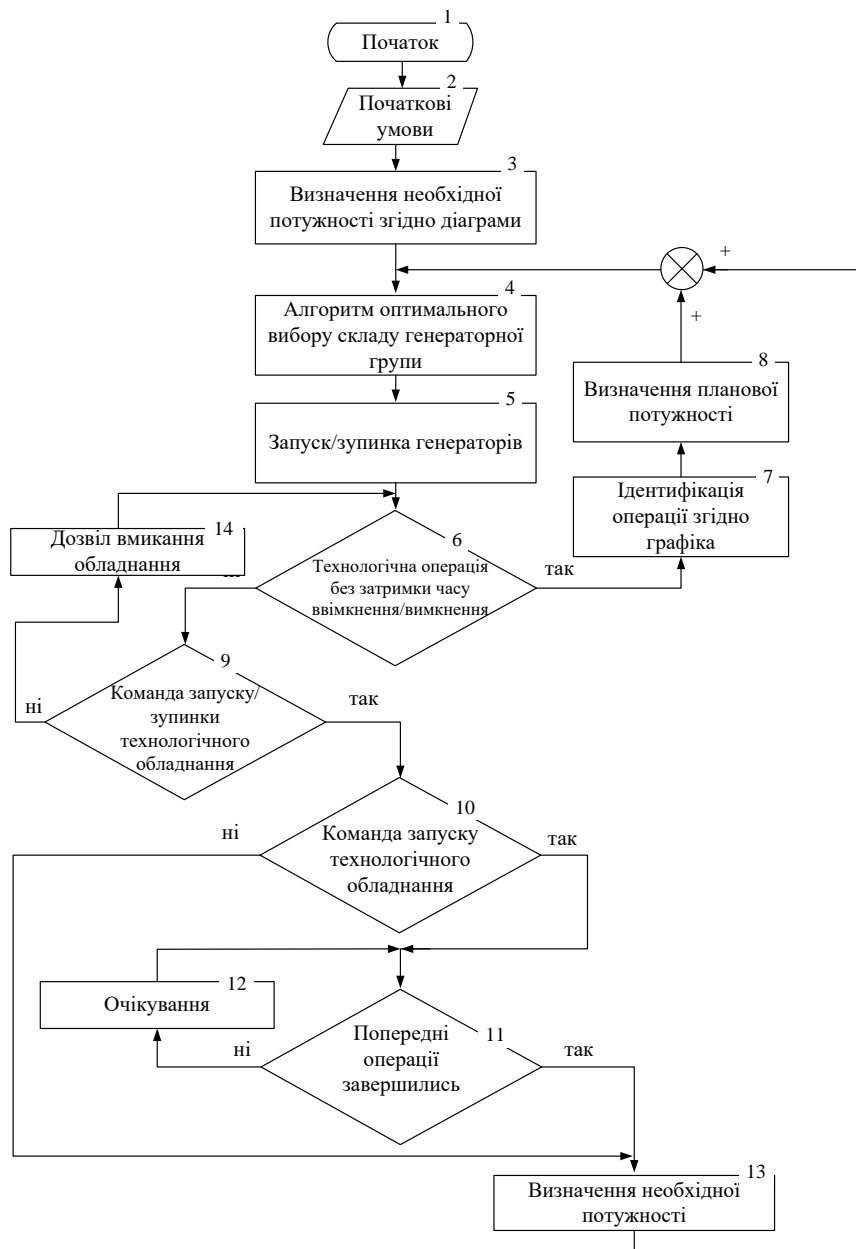 1
Початок
2
Початкові
умови
3
Визначення необхідної
потужності згідно діаграми
+
4
Алгоритм оптимального
вибору складу генераторної
групи
+
8
Визначення планової
потужності
5
Запуск/зупинка генераторів
7
Ідентифікація
операції згідно
графіка
14
Дозвіл вмикання
обладнання
6
Технологічна операція
без затримки часу
ввімкнення/вимкнення
так
9
Команда запуску/
зупинки
технологічного
обладнання
ні
так
10
Команда запуску
технологічного
обладнання
ні
так
12
Очікування
11
Попередні
операції
завершились
ні
так
13
Визначення необхідної
потужності